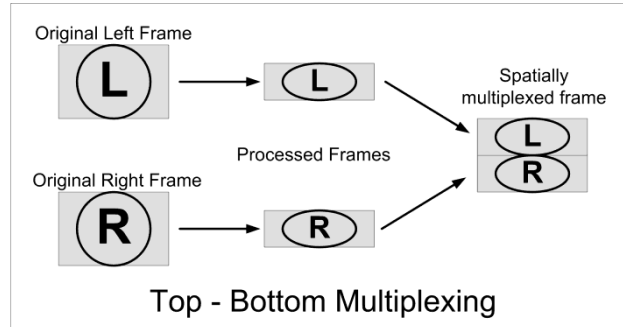 Original Left Frame
L
L
Spatially
multiplexed frame
L
R
Processed Frames
Original Right Frame
R
R
Top - Bottom Multiplexing